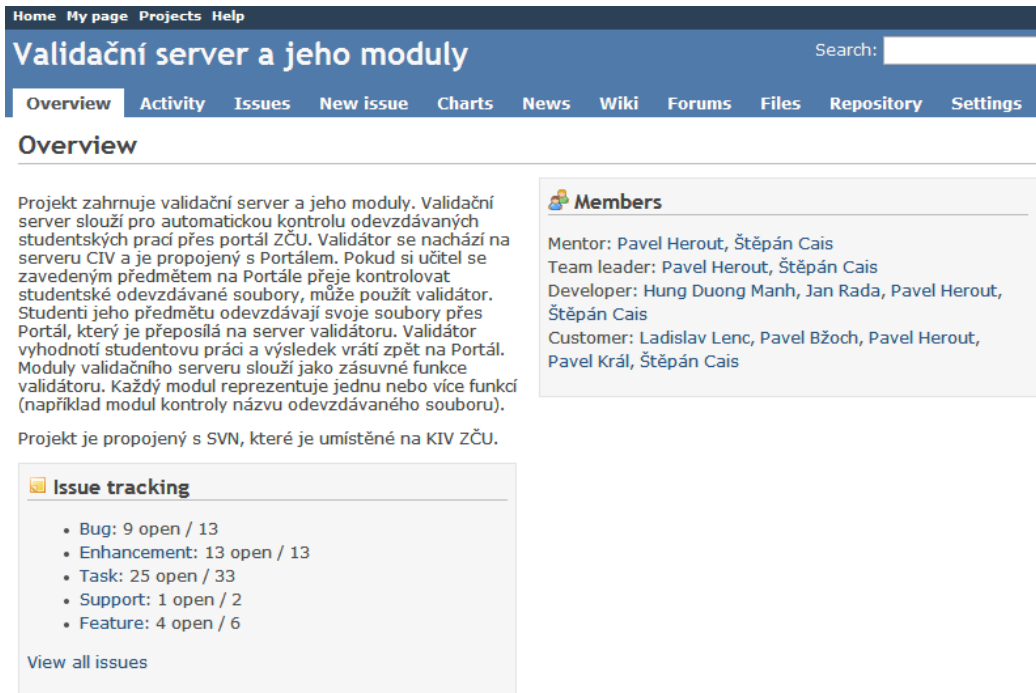 Home My page Projects Help
Validační server a jeho moduly
Search:
Overview Activity Issues New issue Charts News Wiki Forums Files Repository Settings
Overview
Projekt zahrnuje validační server a jeho moduly. Validační
server slouží pro automatickou kontrolu odevzdávaných
studentských prací přes portál ZČU. Validátor se nachází na
serveru CIV a je propojený s Portálem. Pokud si učitel se
zavedeným předmětem na Portále přeje kontrolovat
studentské odevzdávané soubory, může použít validátor.
Studenti jeho předmětu odevzdávají svoje soubory přes
Portál, který je přeposílá na server validátoru. Validátor
vyhodnotí studentovu práci a výsledek vrátí zpět na Portál.
Moduly validačního serveru slouží jako zásuvné funkce
validátoru. Každý modul reprezentuje jednu nebo více funkcí
(například modul kontroly názvu odevzdávaného souboru).
Projekt je propojený s SVN, které je umístěné na KIV ZČU.
Issue tracking
• Bug: 9 open / 13
• Enhancement: 13 open / 13
• Task: 25 open / 33
• Support: 1 open / 2
• Feature: 4 open / 6
View all issues
Members
Mentor: Pavel Herout, Štěpán Cais
Team leader: Pavel Herout, Štěpán Cais
Developer: Hung Duong Manh, Jan Rada, Pavel Herout,
Štěpán Cais
Customer: Ladislav Lenc, Pavel Bžoch, Pavel Herout,
Pavel Král, Štěpán Cais